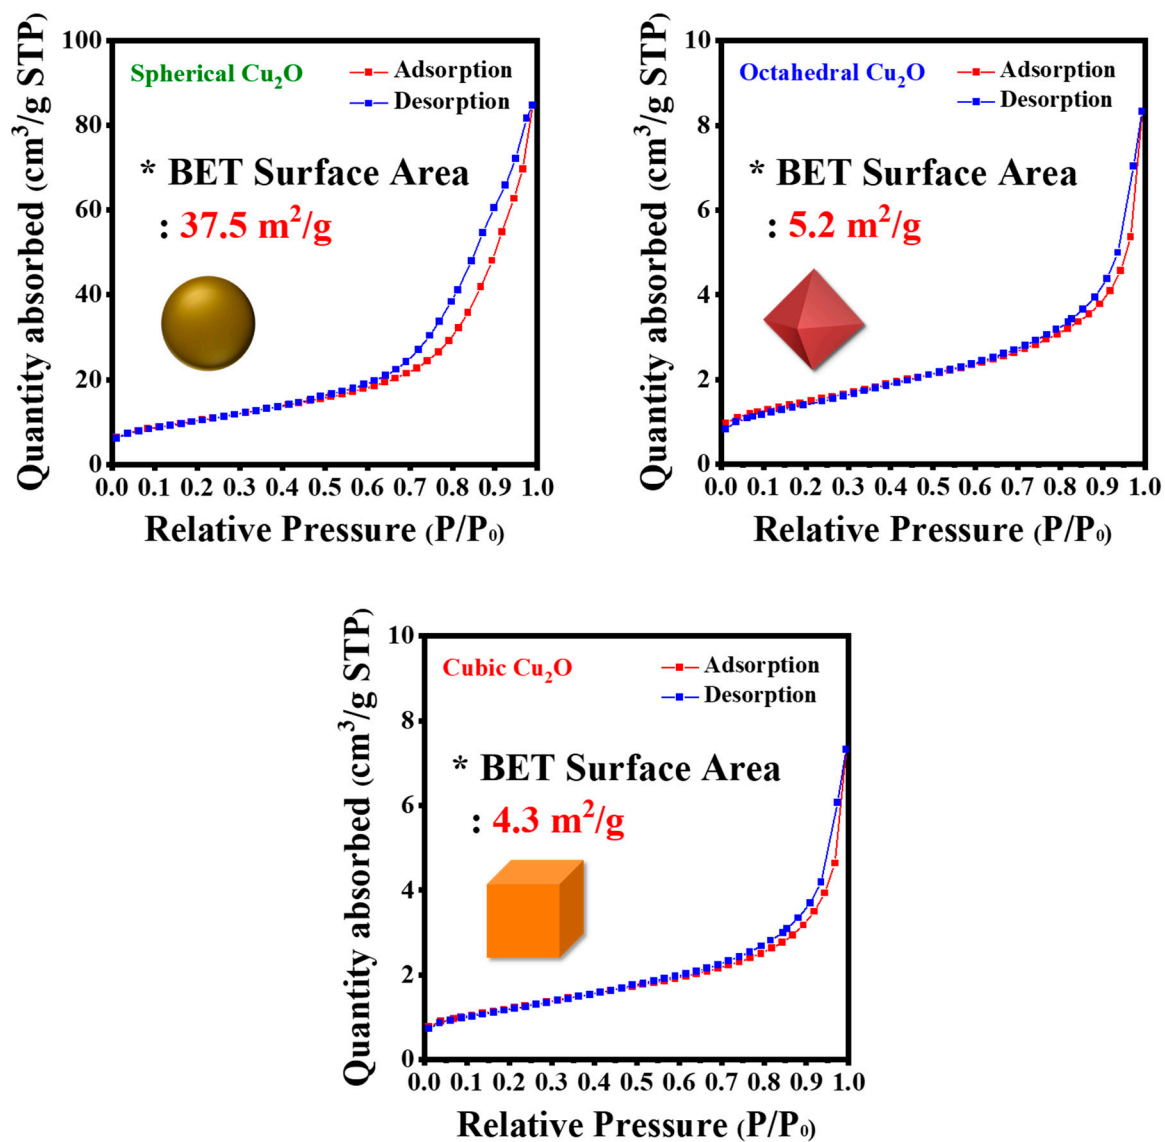 Quantity absorbed (cm³/g STP)
100
80
60
40
20
0
Spherical Cu₂O
Adsorption
Desorption
* BET Surface Area
: 37.5 m²/g
0.0 0.1 0.2 0.3 0.4 0.5 0.6 0.7 0.8 0.9 1.0
Relative Pressure (P/P₀)
Quantity absorbed (cm³/g STP)
10
8
6
4
2
0
Octahedral Cu₂O
Adsorption
Desorption
* BET Surface Area
: 5.2 m²/g
0.0 0.1 0.2 0.3 0.4 0.5 0.6 0.7 0.8 0.9 1.0
Relative Pressure (P/P₀)
Quantity absorbed (cm³/g STP)
10
8
6
4
2
0
Cubic Cu₂O
Adsorption
Desorption
* BET Surface Area
: 4.3 m²/g
0.0 0.1 0.2 0.3 0.4 0.5 0.6 0.7 0.8 0.9 1.0
Relative Pressure (P/P₀)